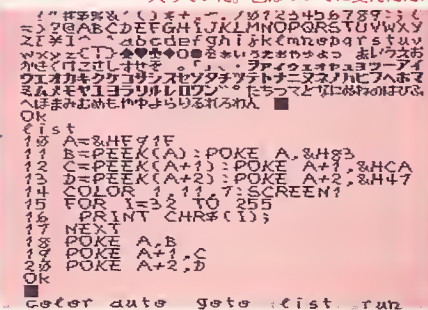 !"#$%&'()*+,-./0123456789:;<
=>?@ABCDEFGHIJKLMNOPQRSTUVWXY
Z[¥]^_`abcdefghijklmnopqrstuv
wxyz{|}~♠♥♣♦○●をぁぃぅぇぉゃゅょっ あいうえお
かきくけこさしすせそ 。「」、・ヲァィゥェォャュョッーアイ
ウエオカキクケコサシスセソタチツテトナニヌネノハヒフヘホマ
ミムメモヤユヨラリルレロワン゛゜たちつてとなにぬねのはひふ
へほまみむめもやゆよらりるれろわん
Ok
list
10 A=&HF91F
11 B=PEEK(A):POKE A,&H83
12 C=PEEK(A+1):POKE A+1,&HCA
13 D=PEEK(A+2):POKE A+2,&H47
14 COLOR 1,11,7:SCREEN1
15 FOR I=32 TO 255
16 PRINT CHR$(I);
17 NEXT
18 POKE A,B
19 POKE A+1,C
20 POKE A+2,D
Ok
color auto goto list run